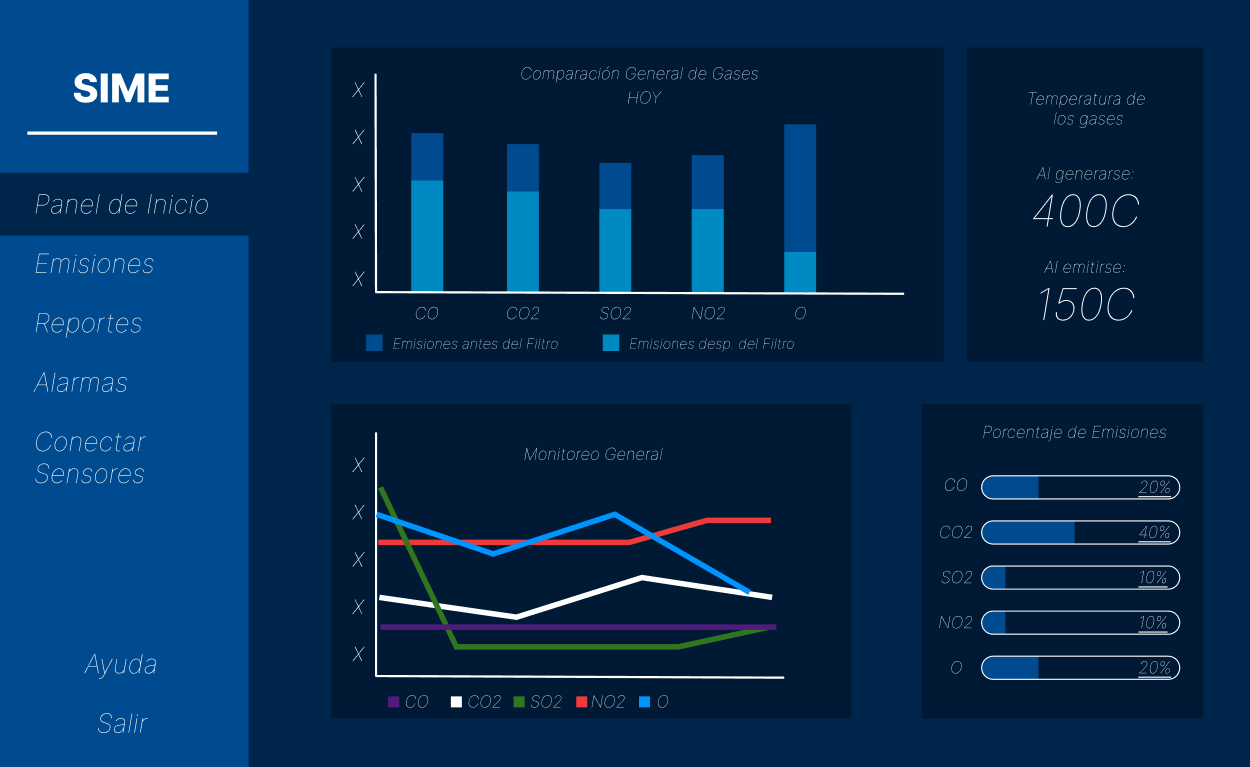 SIME
Panel de Inicio
Emisiones
Reportes
Alarmas
Conectar
Sensores
Ayuda
Salir
Comparación General de Gases
HOY
X
X
X
X
X
CO CO2 SO2 NO2 O
Emisiones antes del Filtro Emisiones desp. del Filtro
Temperatura de
los gases
Al generarse:
400C
Al emitirse:
150C
Monitoreo General
X
X
X
X
X
CO CO2 SO2 NO2 O
Porcentaje de Emisiones
CO 20%
CO2 40%
SO2 10%
NO2 10%
O 20%